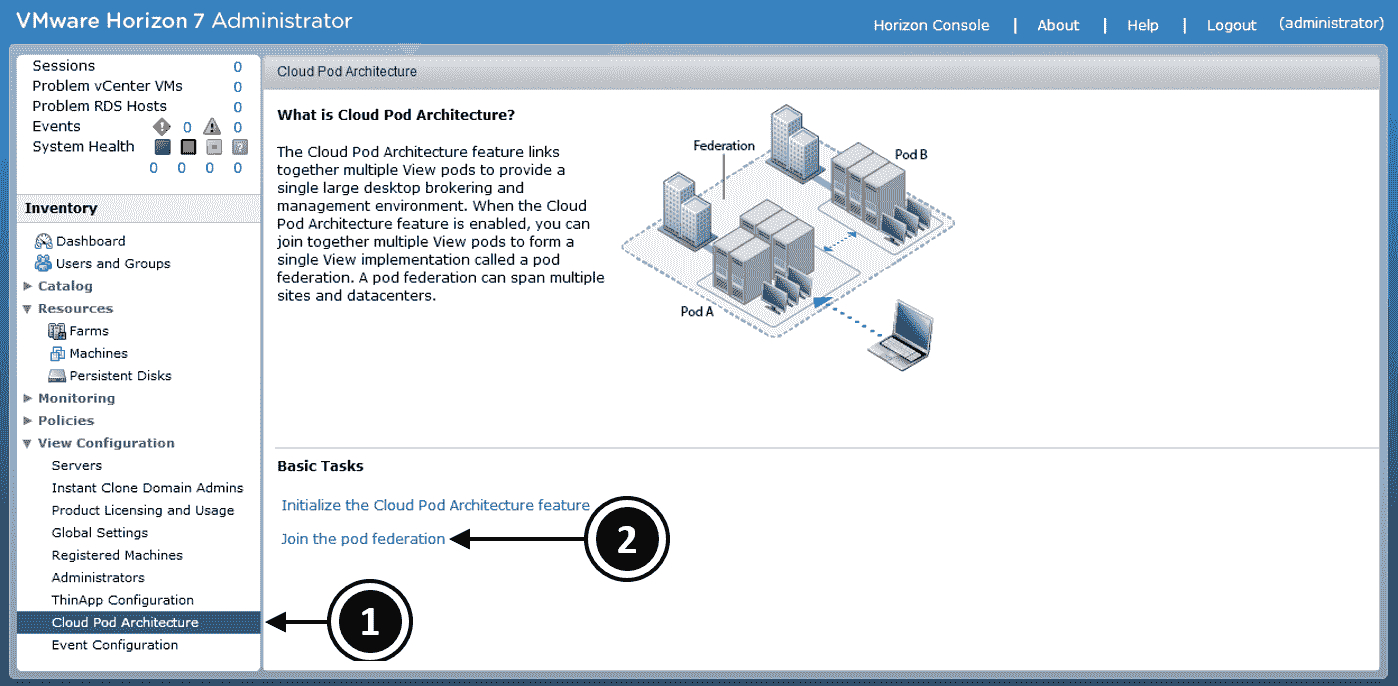 VMware Horizon 7 Administrator
Horizon Console | About | Help | Logout (administrator)
Sessions 0
Problem vCenter VMs 0
Problem RDS Hosts 0
Events 0 0
System Health
0 0 0 0
Inventory
Dashboard
Users and Groups
Catalog
Resources
Farms
Machines
Persistent Disks
Monitoring
Policies
View Configuration
Servers
Instant Clone Domain Admins
Product Licensing and Usage
Global Settings
Registered Machines
Administrators
ThinApp Configuration
Cloud Pod Architecture
Event Configuration
Cloud Pod Architecture
What is Cloud Pod Architecture?
The Cloud Pod Architecture feature links
together multiple View pods to provide a
single large desktop brokering and
management environment. When the Cloud
Pod Architecture feature is enabled, you can
join together multiple View pods to form a
single View implementation called a pod
federation. A pod federation can span multiple
sites and datacenters.
Federation
Pod B
Pod A
Basic Tasks
Initialize the Cloud Pod Architecture feature
Join the pod federation
2
1